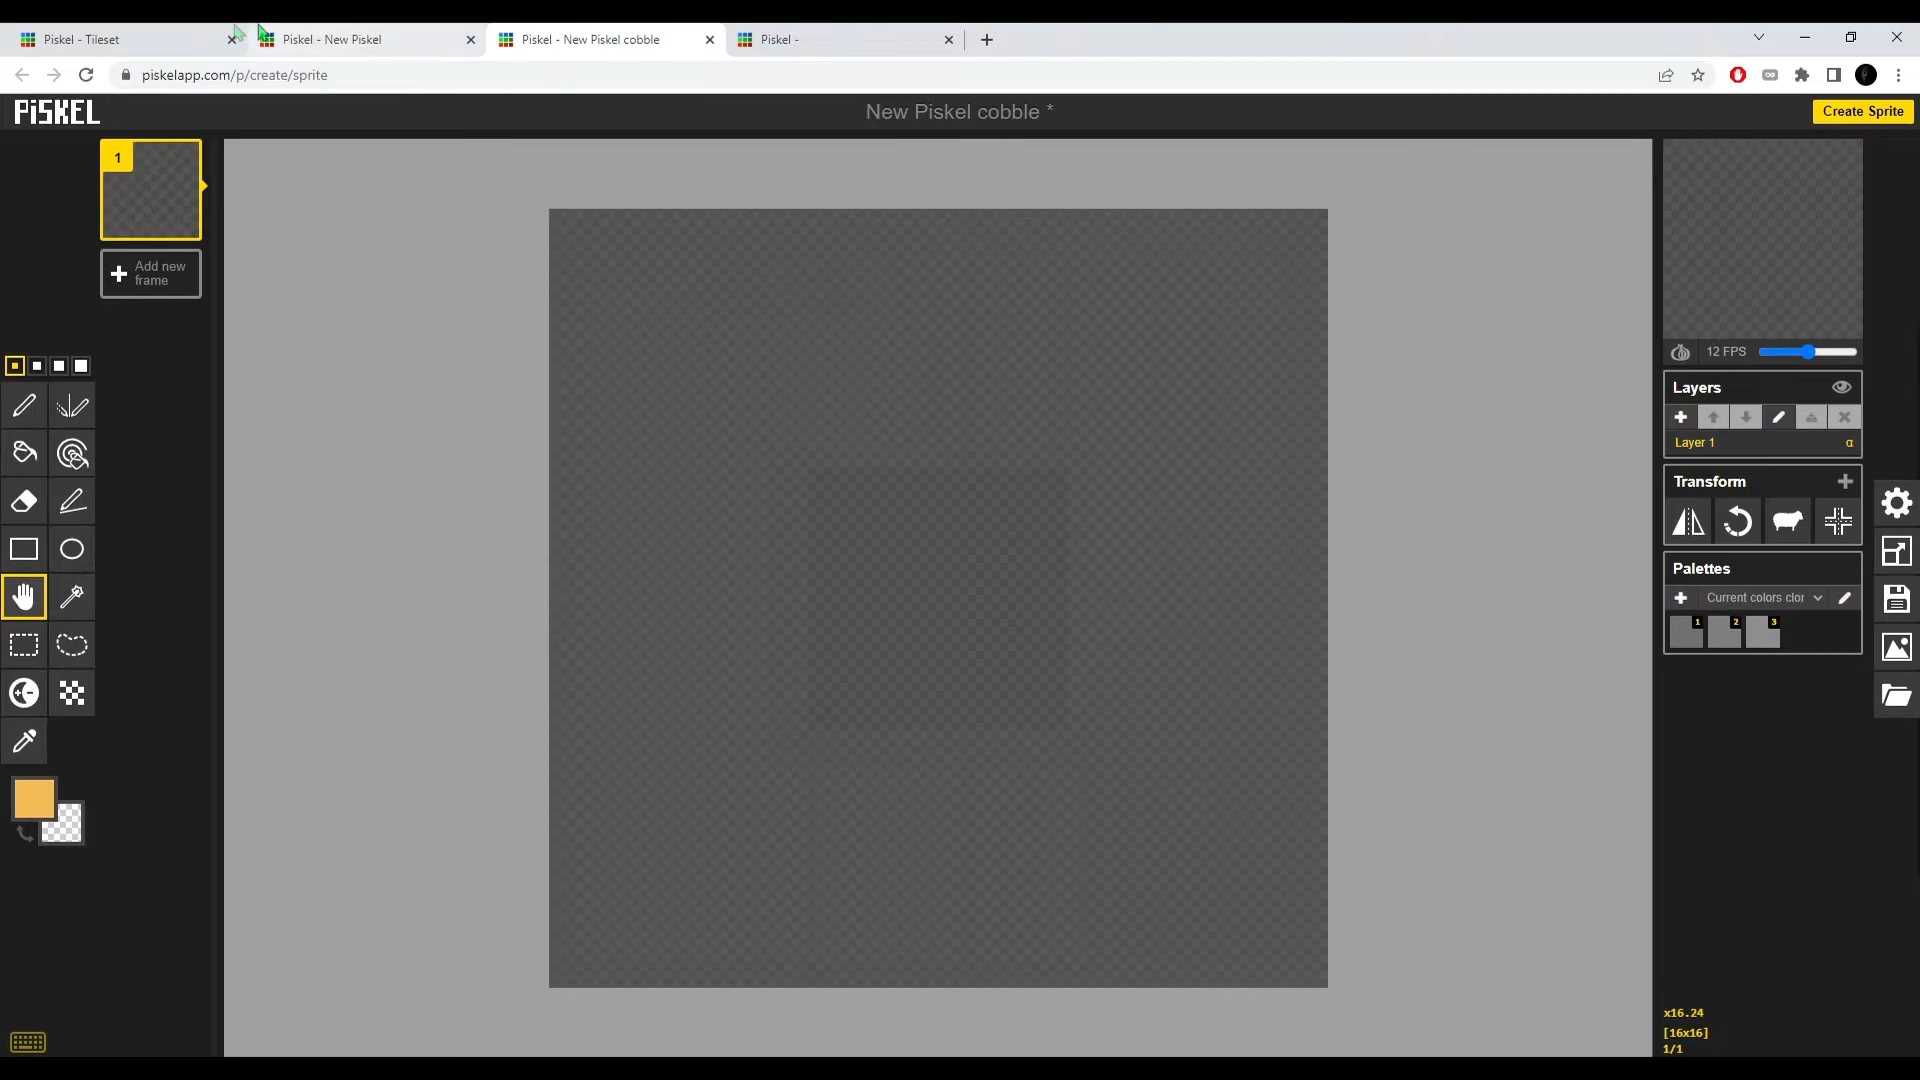 Piskel - Tileset
Piskel - New Piskel
Piskel - New Piskel cobble
Piskel -
piskelapp.com/p/create/sprite
PiSKEL
New Piskel cobble *
Create Sprite
1
Add new
frame
12 FPS
Layers
Layer 1
α
Transform
Palettes
Current colors clor
1
2
3
x16.24
[16x16]
1/1